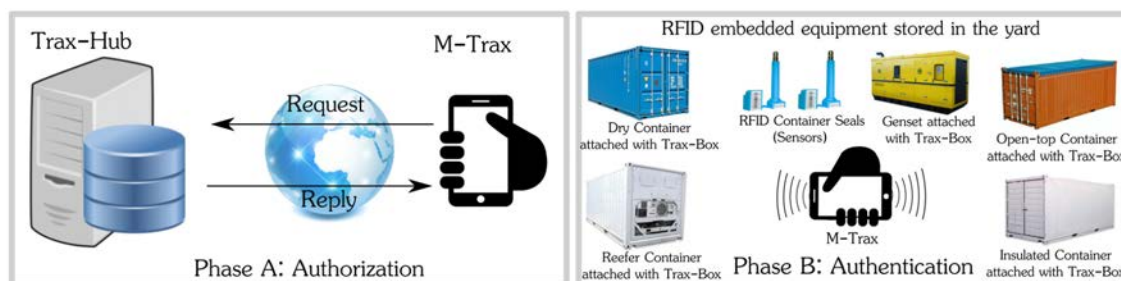 Trax-Hub
M-Trax
Request
Reply
Phase A: Authorization
RFID embedded equipment stored in the yard
Dry Container
attached with Trax-Box
RFID Container Seals
(Sensors)
Genset attached
with Trax-Box
Open-top Container
attached with Trax-Box
M-Trax
Reefer Container
attached with Trax-Box
Phase B: Authentication
Insulated Container
attached with Trax-Box